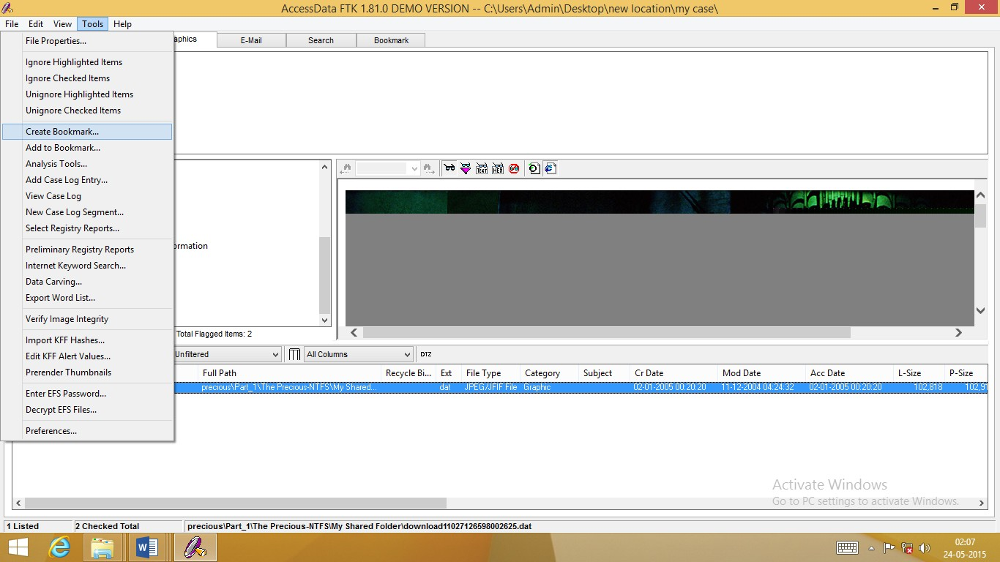 AccessData FTK 1.81.0 DEMO VERSION -- C:\Users\Admin\Desktop\new location\my case\
File Edit View Tools Help
aphics E-Mail Search Bookmark
File Properties...
Ignore Highlighted Items
Ignore Checked Items
Unignore Highlighted Items
Unignore Checked Items
Create Bookmark...
Add to Bookmark...
Analysis Tools...
Add Case Log Entry...
View Case Log
New Case Log Segment...
Select Registry Reports...
Preliminary Registry Reports
Internet Keyword Search...
Data Carving...
Export Word List...
Verify Image Integrity
Import KFF Hashes...
Edit KFF Alert Values...
Prerender Thumbnails
Enter EFS Password...
Decrypt EFS Files...
Preferences...
TEXT HEX
ormation
Total Flagged Items: 2
Unfiltered All Columns DTZ
Full Path Recycle Bi... Ext File Type Category Subject Cr Date Mod Date Acc Date L-Size P-Size
precious\Part_1\The Precious-NTFS\My Shared... dat JPEG/JFIF File Graphic 02-01-2005 00:20:20 11-12-2004 04:24:32 02-01-2005 00:20:20 102,818 102,91
Activate Windows
Go to PC settings to activate Windows.
1 Listed 2 Checked Total precious\Part_1\The Precious-NTFS\My Shared Folder\download11027126598002625.dat
02:07
24-05-2015